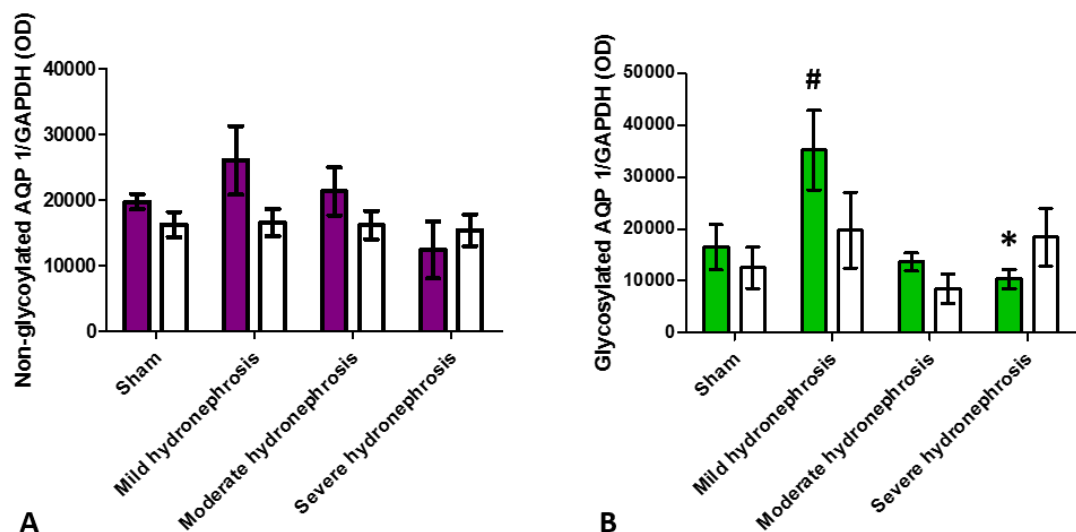 Non-glycoylated AQP 1/GAPDH (OD)
40000
30000
20000
10000
0
Sham
Mild hydronephrosis
Moderate hydronephrosis
Severe hydronephrosis
A
Glycosylated AQP 1/GAPDH (OD)
50000
40000
30000
20000
10000
0
#
*
Sham
Mild hydronephrosis
Moderate hydronephrosis
Severe hydronephrosis
B